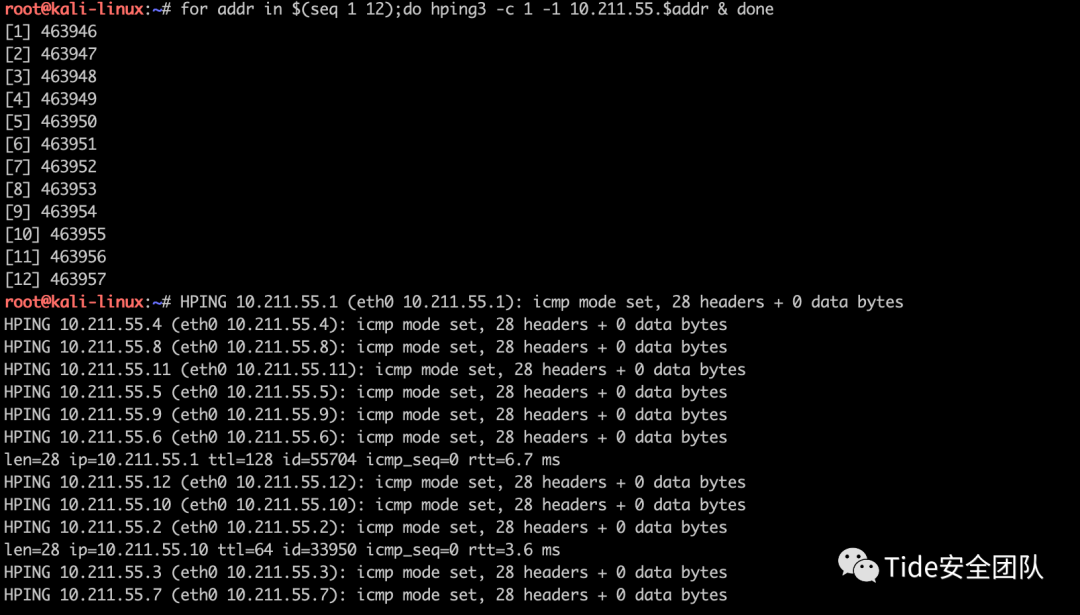 root@kali-linux:~# for addr in $(seq 1 12);do hping3 -c 1 -1 10.211.55.$addr & done
[1] 463946
[2] 463947
[3] 463948
[4] 463949
[5] 463950
[6] 463951
[7] 463952
[8] 463953
[9] 463954
[10] 463955
[11] 463956
[12] 463957
root@kali-linux:~# HPING 10.211.55.1 (eth0 10.211.55.1): icmp mode set, 28 headers + 0 data bytes
HPING 10.211.55.4 (eth0 10.211.55.4): icmp mode set, 28 headers + 0 data bytes
HPING 10.211.55.8 (eth0 10.211.55.8): icmp mode set, 28 headers + 0 data bytes
HPING 10.211.55.11 (eth0 10.211.55.11): icmp mode set, 28 headers + 0 data bytes
HPING 10.211.55.5 (eth0 10.211.55.5): icmp mode set, 28 headers + 0 data bytes
HPING 10.211.55.9 (eth0 10.211.55.9): icmp mode set, 28 headers + 0 data bytes
HPING 10.211.55.6 (eth0 10.211.55.6): icmp mode set, 28 headers + 0 data bytes
len=28 ip=10.211.55.1 ttl=128 id=55704 icmp_seq=0 rtt=6.7 ms
HPING 10.211.55.12 (eth0 10.211.55.12): icmp mode set, 28 headers + 0 data bytes
HPING 10.211.55.10 (eth0 10.211.55.10): icmp mode set, 28 headers + 0 data bytes
HPING 10.211.55.2 (eth0 10.211.55.2): icmp mode set, 28 headers + 0 data bytes
len=28 ip=10.211.55.10 ttl=64 id=33950 icmp_seq=0 rtt=3.6 ms
HPING 10.211.55.3 (eth0 10.211.55.3): icmp mode set, 28 headers + 0 data bytes
HPING 10.211.55.7 (eth0 10.211.55.7): icmp mode set, 28 headers + 0 data bytes
Tide安全团队